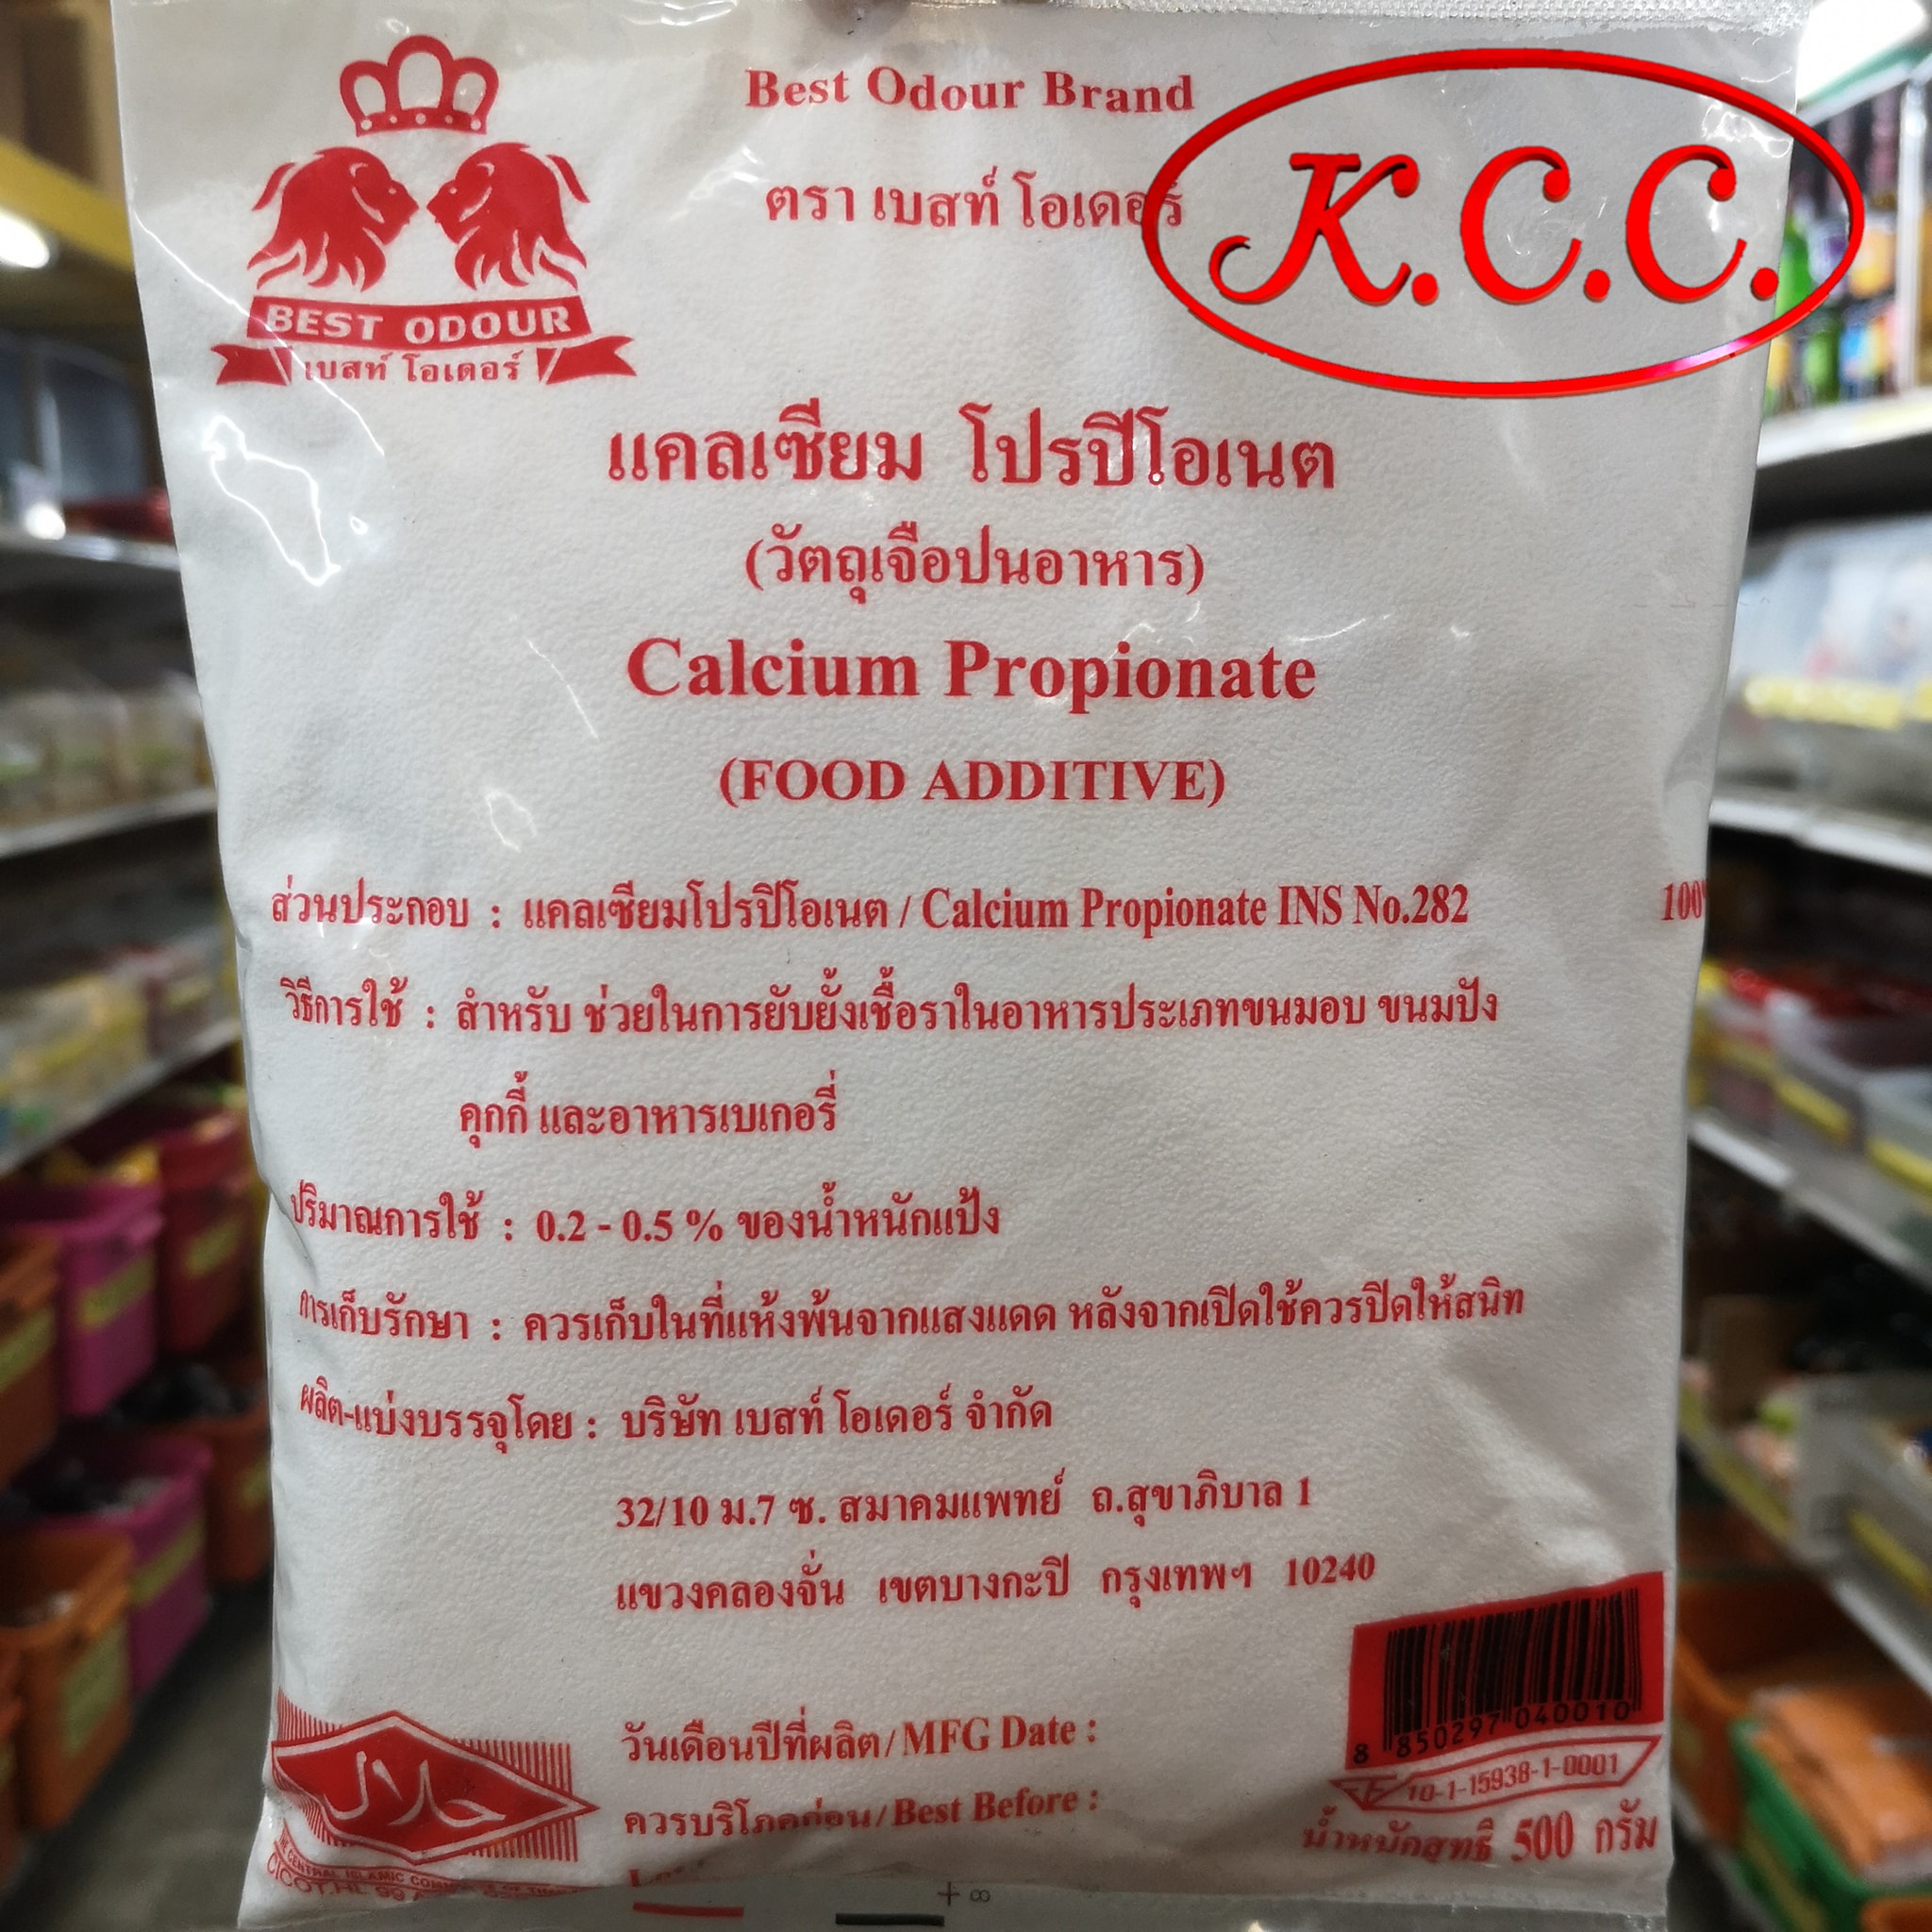 Best Odour Brand
ตรา เบสท์ โอเดอร์
K.C.C.
BEST ODOUR
เบสท์ โอเดอร์
แคลเซียม โปรปิโอเนต
(วัตถุเจือปนอาหาร)
Calcium Propionate
(FOOD ADDITIVE)
ส่วนประกอบ : แคลเซียมโปรปิโอเนต / Calcium Propionate INS No.282 100%
วิธีการใช้ : สำหรับ ช่วยในการยับยั้งเชื้อราในอาหารประเภทขนมอบ ขนมปัง
คุกกี้ และอาหารเบเกอรี่
ปริมาณการใช้ : 0.2 - 0.5 % ของน้ำหนักแป้ง
การเก็บรักษา : ควรเก็บในที่แห้งพ้นจากแสงแดด หลังจากเปิดใช้ควรปิดให้สนิท
ผลิต-แบ่งบรรจุโดย : บริษัท เบสท์ โอเดอร์ จำกัด
32/10 ม.7 ซ. สมาคมแพทย์ ถ.สุขาภิบาล 1
แขวงคลองจั่น เขตบางกะปิ กรุงเทพฯ 10240
8 850297 040010
วันเดือนปีที่ผลิต/MFG Date :
10-1-15938-1-0001
ควรบริโภคก่อน/Best Before :
น้ำหนักสุทธิ 500 กรัม
حلال
THE CENTRAL ISLAMIC
CICOT.HL 99